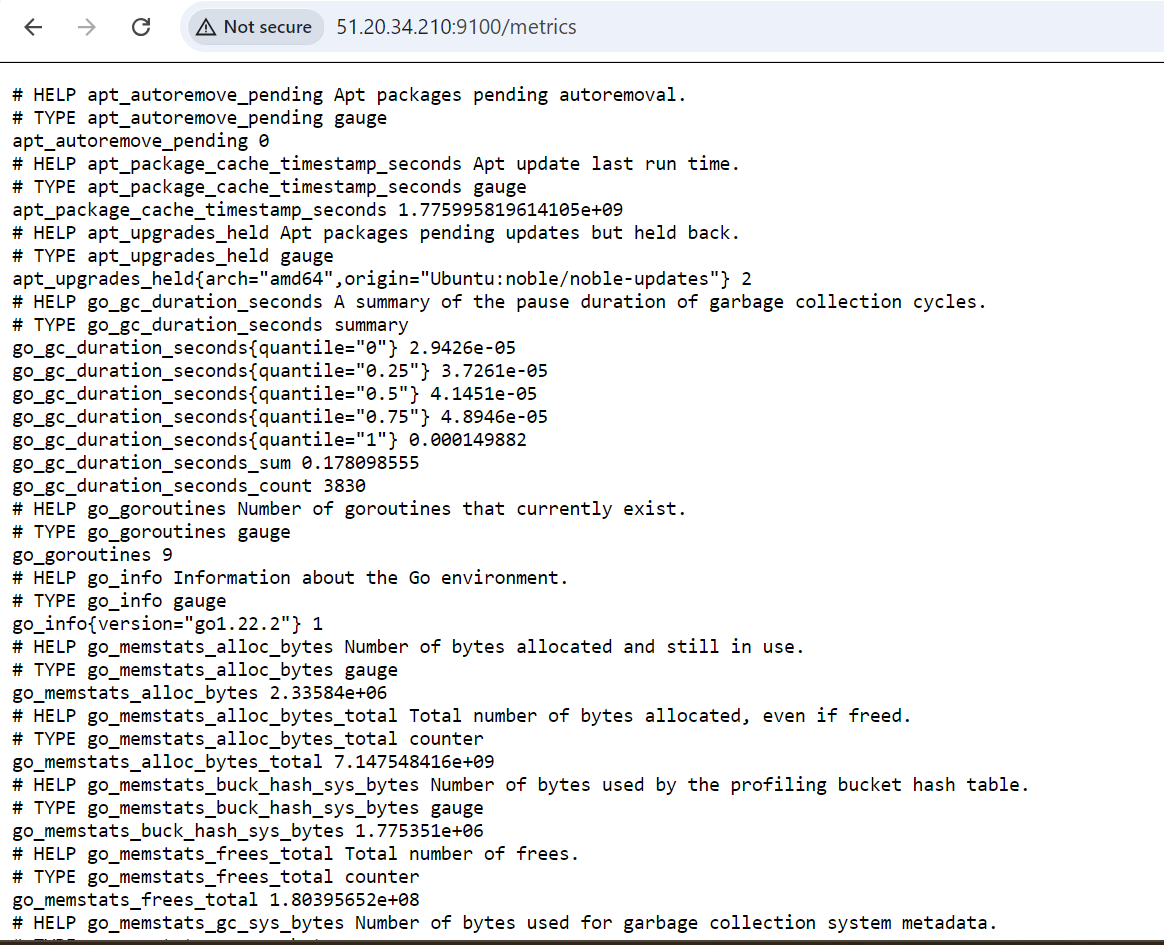 Not secure 51.20.34.210:9100/metrics
# HELP apt_autoremove_pending Apt packages pending autoremoval.
# TYPE apt_autoremove_pending gauge
apt_autoremove_pending 0
# HELP apt_package_cache_timestamp_seconds Apt update last run time.
# TYPE apt_package_cache_timestamp_seconds gauge
apt_package_cache_timestamp_seconds 1.775995819614105e+09
# HELP apt_upgrades_held Apt packages pending updates but held back.
# TYPE apt_upgrades_held gauge
apt_upgrades_held{arch="amd64",origin="Ubuntu:noble/noble-updates"} 2
# HELP go_gc_duration_seconds A summary of the pause duration of garbage collection cycles.
# TYPE go_gc_duration_seconds summary
go_gc_duration_seconds{quantile="0"} 2.9426e-05
go_gc_duration_seconds{quantile="0.25"} 3.7261e-05
go_gc_duration_seconds{quantile="0.5"} 4.1451e-05
go_gc_duration_seconds{quantile="0.75"} 4.8946e-05
go_gc_duration_seconds{quantile="1"} 0.000149882
go_gc_duration_seconds_sum 0.178098555
go_gc_duration_seconds_count 3830
# HELP go_goroutines Number of goroutines that currently exist.
# TYPE go_goroutines gauge
go_goroutines 9
# HELP go_info Information about the Go environment.
# TYPE go_info gauge
go_info{version="go1.22.2"} 1
# HELP go_memstats_alloc_bytes Number of bytes allocated and still in use.
# TYPE go_memstats_alloc_bytes gauge
go_memstats_alloc_bytes 2.33584e+06
# HELP go_memstats_alloc_bytes_total Total number of bytes allocated, even if freed.
# TYPE go_memstats_alloc_bytes_total counter
go_memstats_alloc_bytes_total 7.147548416e+09
# HELP go_memstats_buck_hash_sys_bytes Number of bytes used by the profiling bucket hash table.
# TYPE go_memstats_buck_hash_sys_bytes gauge
go_memstats_buck_hash_sys_bytes 1.775351e+06
# HELP go_memstats_frees_total Total number of frees.
# TYPE go_memstats_frees_total counter
go_memstats_frees_total 1.80395652e+08
# HELP go_memstats_gc_sys_bytes Number of bytes used for garbage collection system metadata.